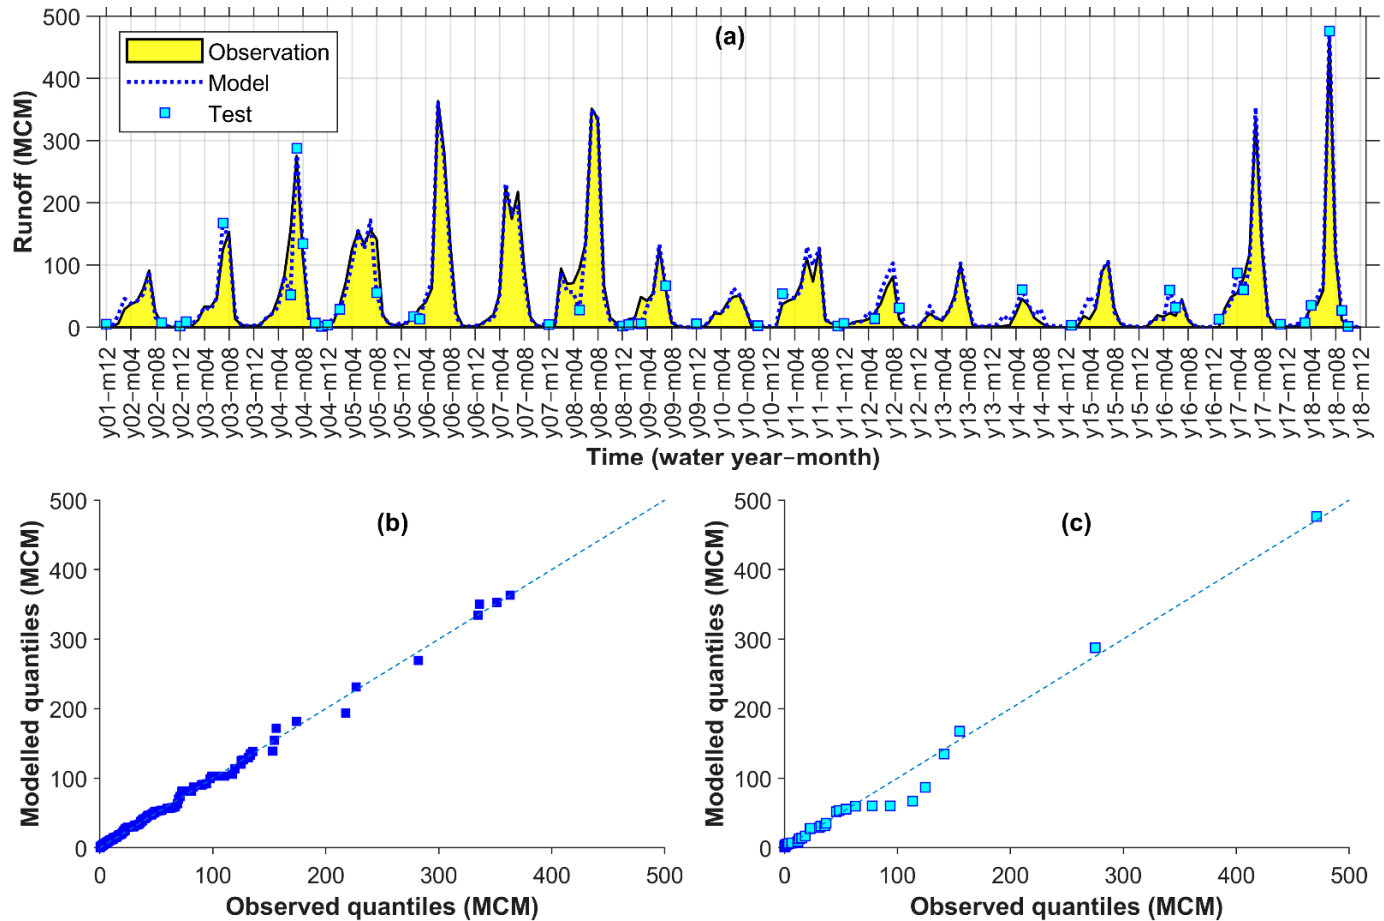 (a)
Runoff (MCM)
500
400
300
200
100
0
Observation
Model
Test
y01−m12
y02−m04
y02−m08
y02−m12
y03−m04
y03−m08
y03−m12
y04−m04
y04−m08
y04−m12
y05−m04
y05−m08
y05−m12
y06−m04
y06−m08
y06−m12
y07−m04
y07−m08
y07−m12
y08−m04
y08−m08
y08−m12
y09−m04
y09−m08
y09−m12
y10−m04
y10−m08
y10−m12
y11−m04
y11−m08
y11−m12
y12−m04
y12−m08
y12−m12
y13−m04
y13−m08
y13−m12
y14−m04
y14−m08
y14−m12
y15−m04
y15−m08
y15−m12
y16−m04
y16−m08
y16−m12
y17−m04
y17−m08
y17−m12
y18−m04
y18−m08
y18−m12
Time (water year−month)
(b)
Modelled quantiles (MCM)
500
400
300
200
100
0
0 100 200 300 400 500
Observed quantiles (MCM)
(c)
Modelled quantiles (MCM)
500
400
300
200
100
0
0 100 200 300 400 500
Observed quantiles (MCM)